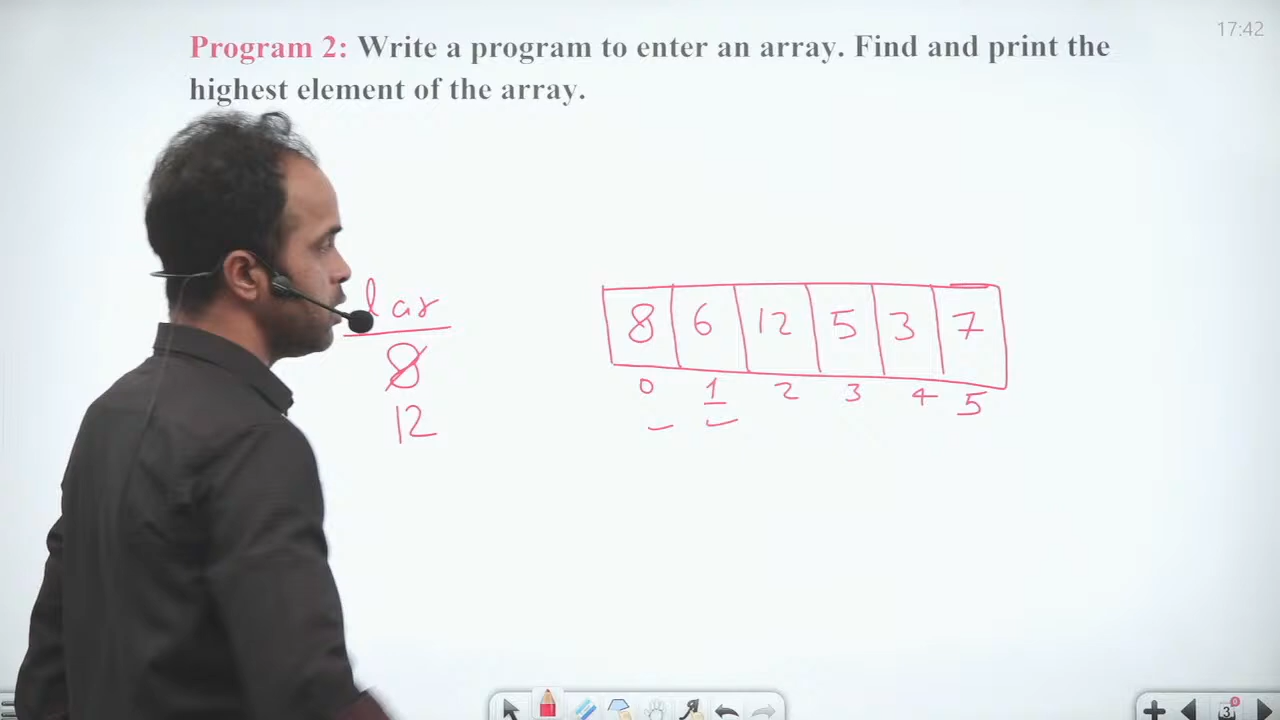 17:42
Program 2: Write a program to enter an array. Find and print the
highest element of the array.
lar
8
12
8 6 12 5 3 7
0 1 2 3 4 5
3